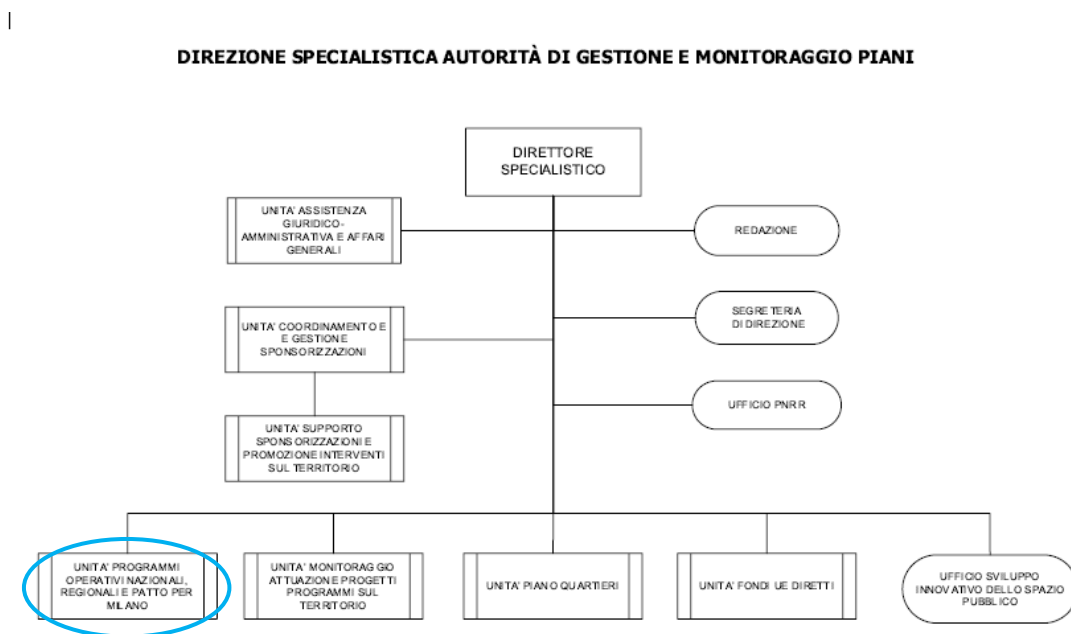 DIREZIONE SPECIALISTICA AUTORITÀ DI GESTIONE E MONITORAGGIO PIANI
DIRETTORE
SPECIALISTICO
UNITA' ASSISTENZA
GIURIDICO-
AMMINISTRATIVA E AFFARI
GENERALI
REDAZIONE
UNITA' COORDINAMENTO E
E GESTIONE
SPONSORIZZAZIONI
SEGRETERIA
DI DIREZIONE
UFFICIO PNRR
UNITA' SUPPORTO
SPONSORIZZAZIONI E
PROMOZIONE INTERVENTI
SUL TERRITORIO
UNITA' PROGRAMMI
OPERATIVI NAZIONALI,
REGIONALI E PATTO PER
MILANO
UNITA' MONITORAGGIO
ATTUAZIONE PROGETTI
PROGRAMMI SUL
TERRITORIO
UNITA' PIANO QUARTIERI
UNITA' FONDI UE DIRETTI
UFFICIO SVILUPPO
INNOVATIVO DELLO SPAZIO
PUBBLICO